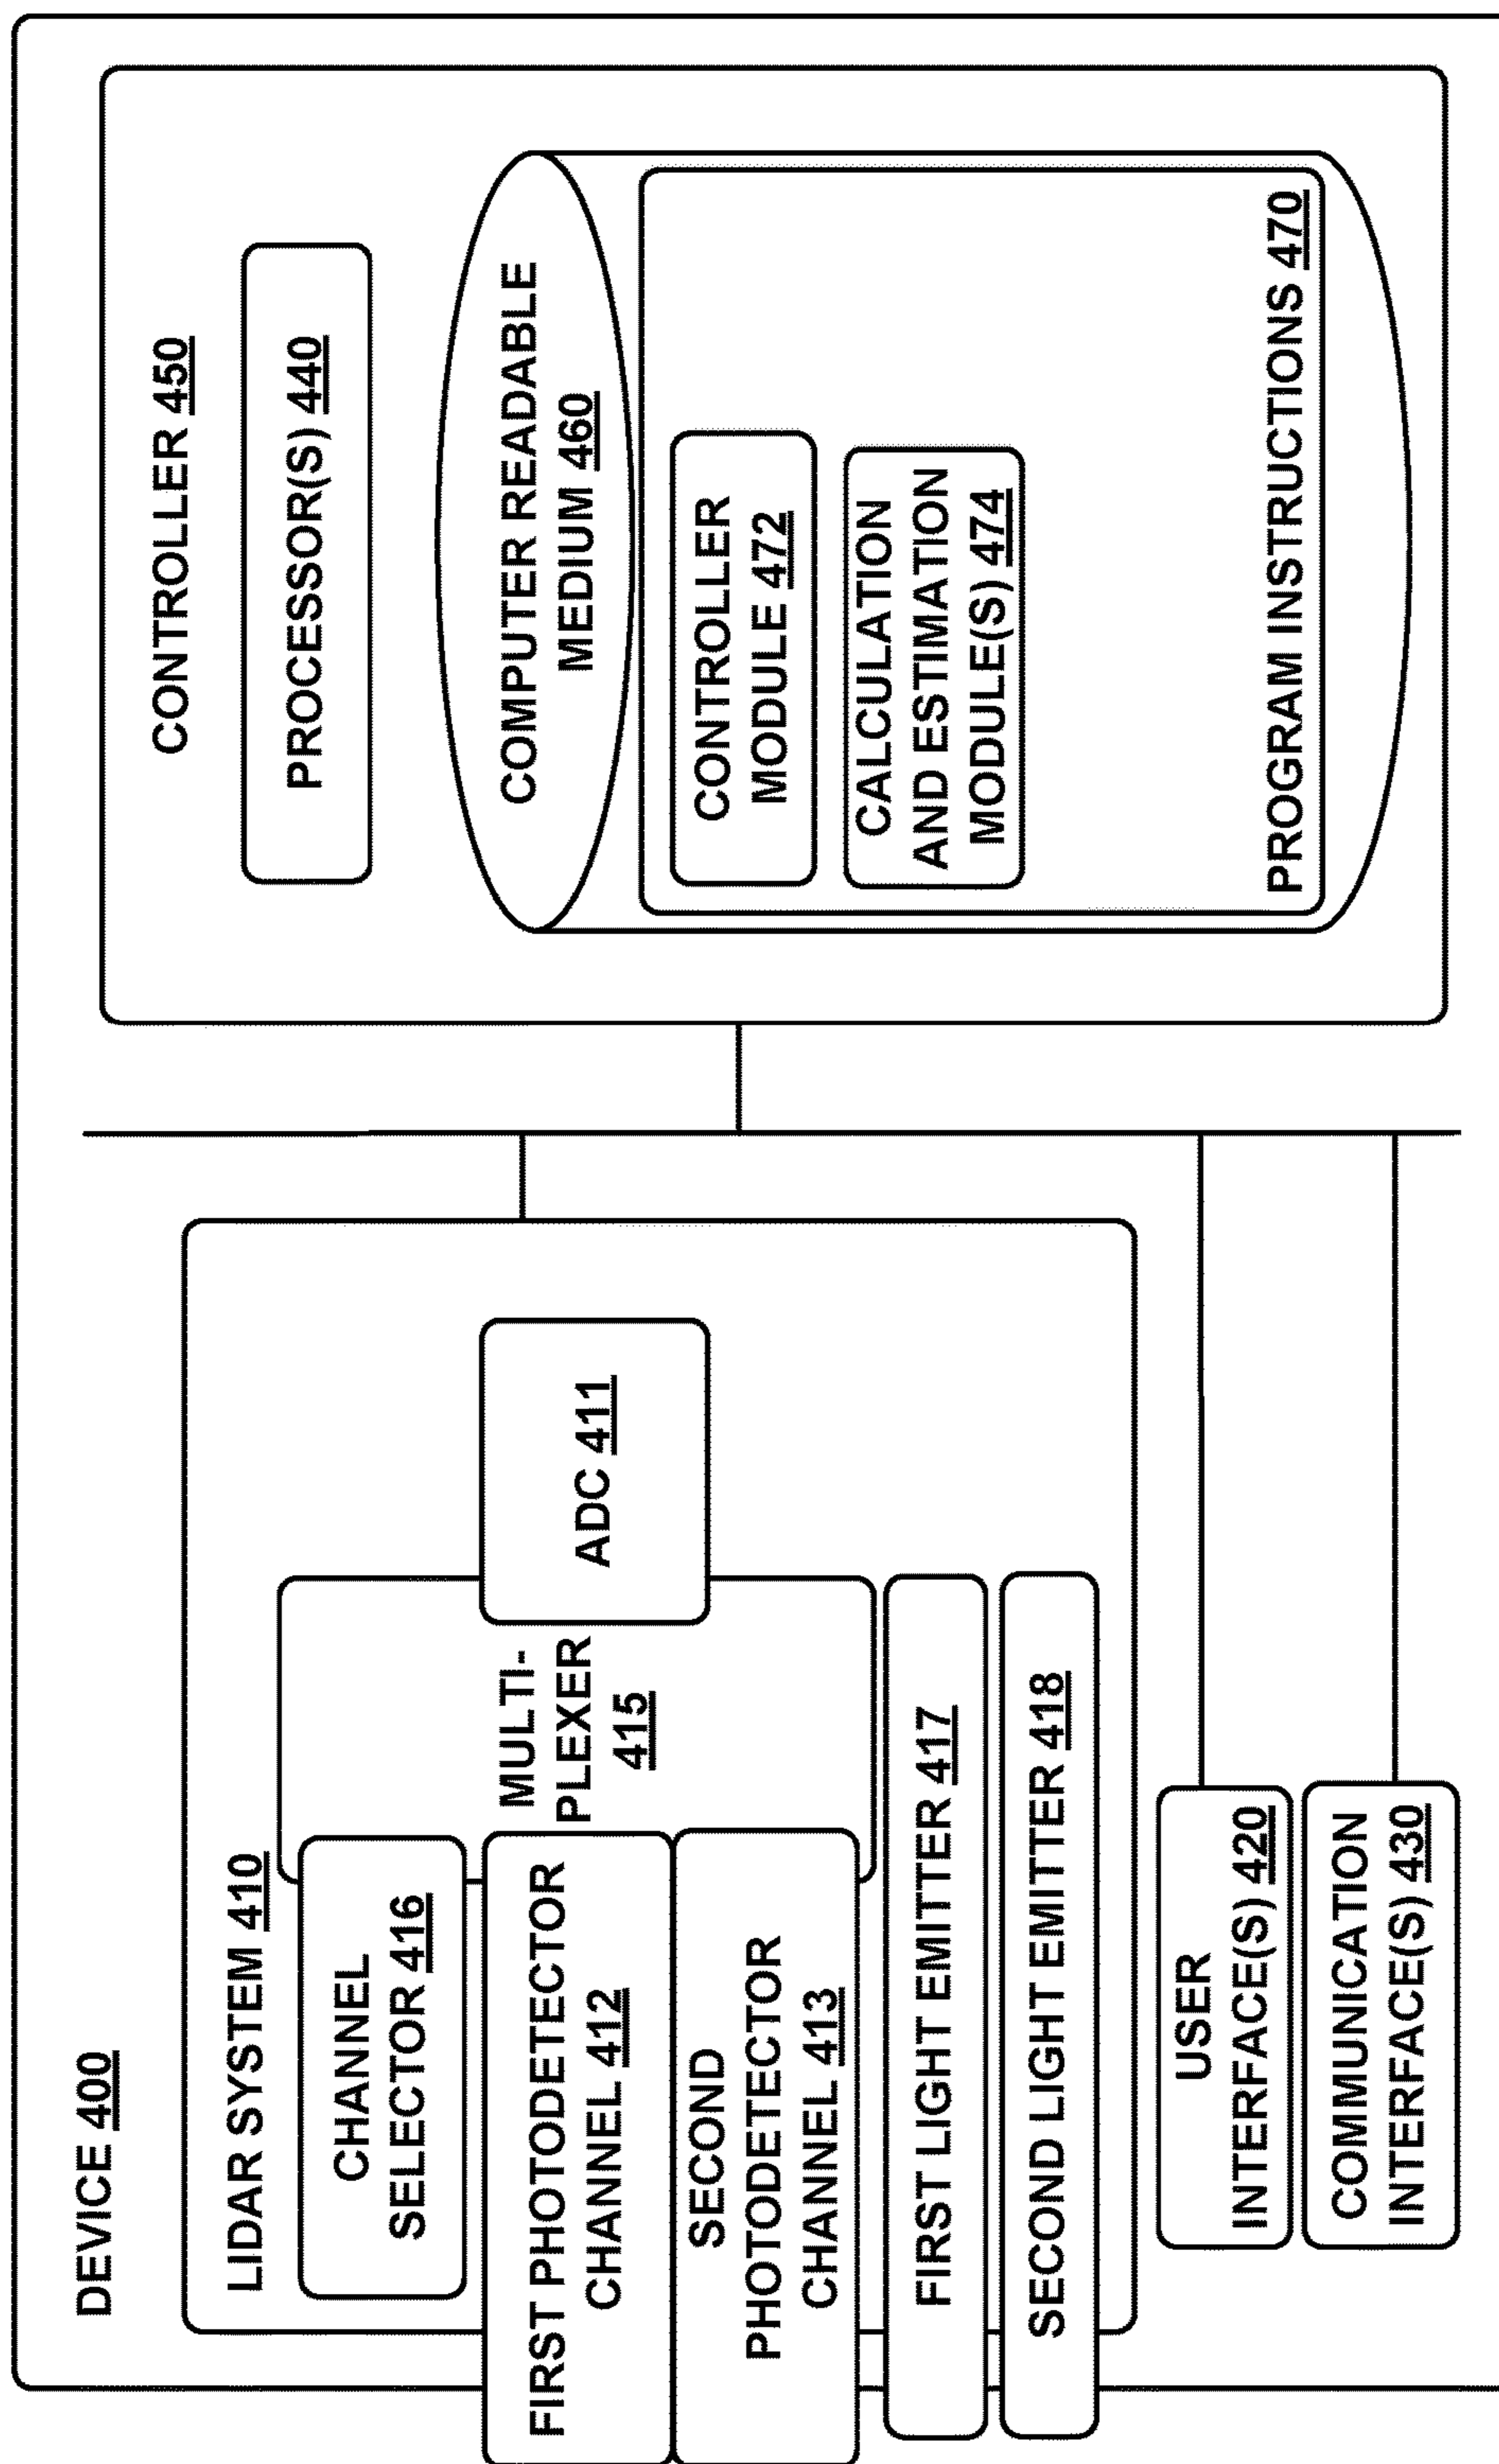 DEVICE 400
LIDAR SYSTEM 410
CHANNEL
SELECTOR 416
FIRST PHOTODETECTOR
CHANNEL 412
SECOND
PHOTODETECTOR
CHANNEL 413
MULTI-
PLEXER
415
ADC 411
FIRST LIGHT EMITTER 417
SECOND LIGHT EMITTER 418
USER
INTERFACE(S) 420
COMMUNICATION
INTERFACE(S) 430
CONTROLLER 450
PROCESSOR(S) 440
COMPUTER READABLE
MEDIUM 460
CONTROLLER
MODULE 472
CALCULATION
AND ESTIMATION
MODULE(S) 474
PROGRAM INSTRUCTIONS 470